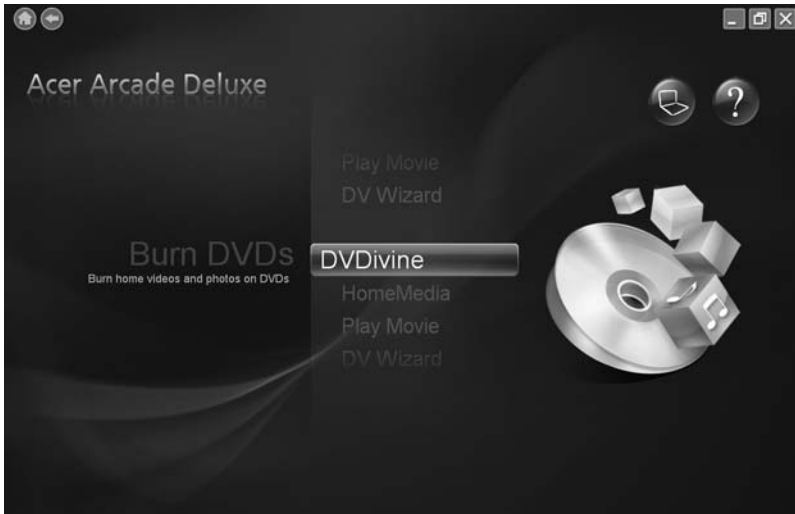 Acer Arcade Deluxe
?
Play Movie
DV Wizard
Burn DVDs
Burn home videos and photos on DVDs
DVDivine
HomeMedia
Play Movie
DV Wizard